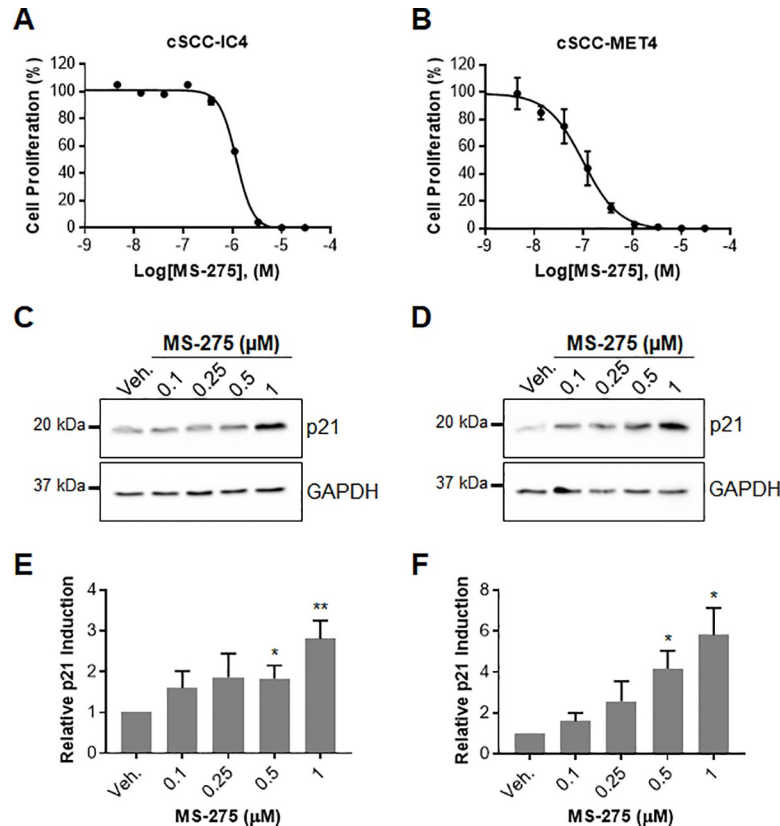 A
cSCC-IC4
Cell Proliferation (%)
120
100
80
60
40
20
0
-9 -8 -7 -6 -5 -4
Log[MS-275], (M)
B
cSCC-MET4
Cell Proliferation (%)
120
100
80
60
40
20
0
-9 -8 -7 -6 -5 -4
Log[MS-275], (M)
C
MS-275 (µM)
Veh. 0.1 0.25 0.5 1
20 kDa
p21
37 kDa
GAPDH
D
MS-275 (µM)
Veh. 0.1 0.25 0.5 1
20 kDa
p21
37 kDa
GAPDH
E
Relative p21 Induction
4
3
2
1
0
* **
Veh. 0.1 0.25 0.5 1
MS-275 (µM)
F
Relative p21 Induction
8
6
4
2
0
* *
Veh. 0.1 0.25 0.5 1
MS-275 (µM)